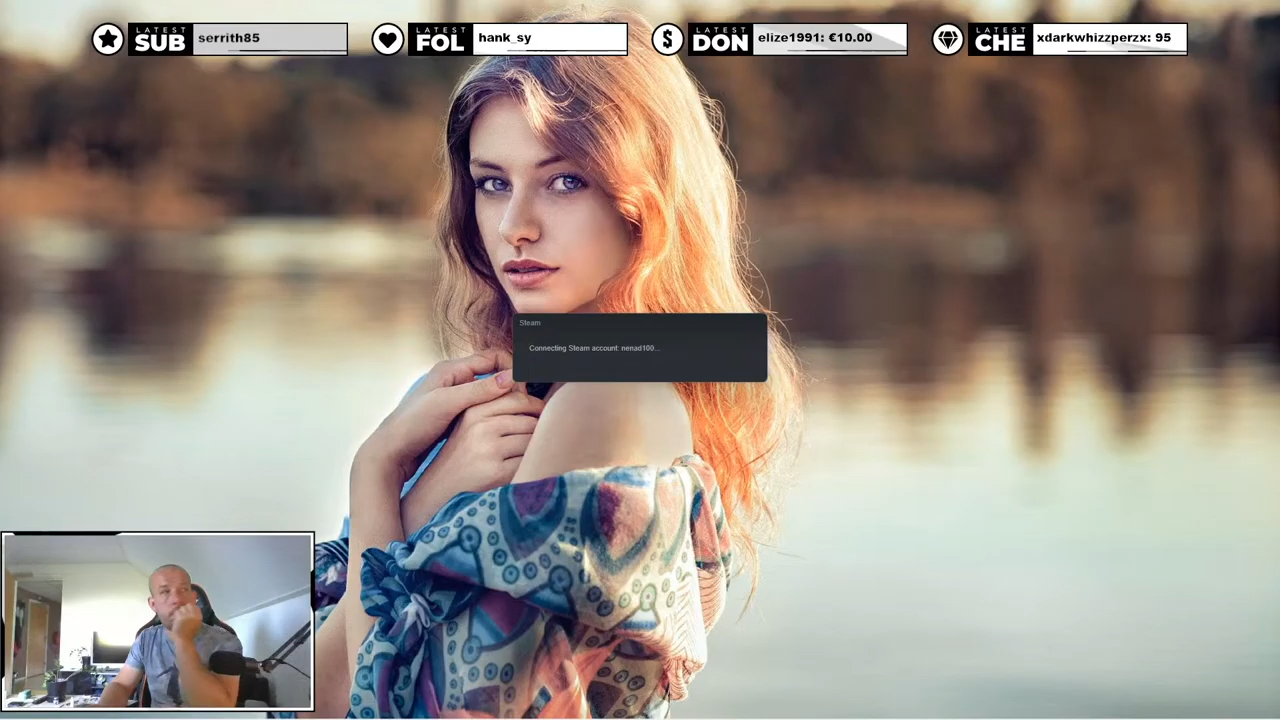 LATEST
SUB
serrith85
LATEST
FOL
hank_sy
LATEST
DON
elize1991: €10.00
LATEST
CHE
xdarkwhizzperzx: 95
Steam
Connecting Steam account: nenad100...